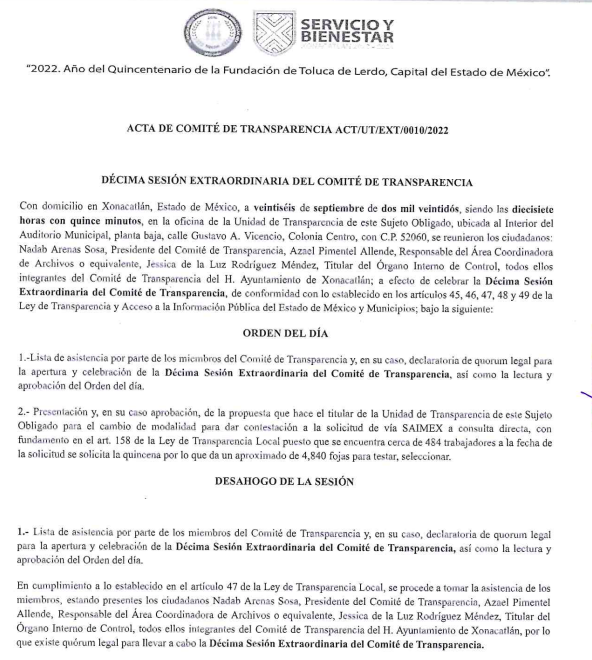 SERVICIO Y
BIENESTAR
"2022. Año del Quincentenario de la Fundación de Toluca de Lerdo, Capital del Estado de México".
ACTA DE COMITÉ DE TRANSPARENCIA ACT/UT/EXT/0010/2022
DÉCIMA SESIÓN EXTRAORDINARIA DEL COMITÉ DE TRANSPARENCIA
Con domicilio en Xonacatlán, Estado de México, a veintiséis de septiembre de dos mil veintidós, siendo las diecisiete
horas con quince minutos, en la oficina de la Unidad de Transparencia de este Sujeto Obligado, ubicada al Interior del
Auditorio Municipal, planta baja, calle Gustavo A. Vicencio, Colonia Centro, con C.P. 52060, se reunieron los ciudadanos:
Nadab Arenas Sosa, Presidente del Comité de Transparencia, Azael Pimentel Allende, Responsable del Área Coordinadora
de Archivos o equivalente, Jessica de la Luz Rodríguez Méndez, Titular del Órgano Interno de Control, todos ellos
integrantes del Comité de Transparencia del H. Ayuntamiento de Xonacatlán; a efecto de celebrar la Décima Sesión
Extraordinaria del Comité de Transparencia, de conformidad con lo establecido en los artículos 45, 46, 47, 48 y 49 de la
Ley de Transparencia y Acceso a la Información Pública del Estado de México y Municipios; bajo la siguiente:
ORDEN DEL DÍA
1.-Lista de asistencia por parte de los miembros del Comité de Transparencia y, en su caso, declaratoria de quorum legal para
la apertura y celebración de la Décima Sesión Extraordinaria del Comité de Transparencia, así como la lectura y
aprobación del Orden del día.
2.- Presentación y, en su caso aprobación, de la propuesta que hace el titular de la Unidad de Transparencia de este Sujeto
Obligado para el cambio de modalidad para dar contestación a la solicitud de vía SAIMEX a consulta directa, con
fundamento en el art. 158 de la Ley de Transparencia Local puesto que se encuentra cerca de 484 trabajadores a la fecha de
la solicitud se solicita la quincena por lo que da un aproximado de 4,840 fojas para testar, seleccionar.
DESAHOGO DE LA SESIÓN
1.- Lista de asistencia por parte de los miembros del Comité de Transparencia y, en su caso, declaratoria de quorum legal
para la apertura y celebración de la Décima Sesión Extraordinaria del Comité de Transparencia, así como la lectura y
aprobación del Orden del día.
En cumplimiento a lo establecido en el artículo 47 de la Ley de Transparencia Local, se procede a tomar la asistencia de los
miembros, estando presentes los ciudadanos Nadab Arenas Sosa, Presidente del Comité de Transparencia, Azael Pimentel
Allende, Responsable del Área Coordinadora de Archivos o equivalente, Jessica de la Luz Rodríguez Méndez, Titular del
Órgano Interno de Control, todos ellos integrantes del Comité de Transparencia del H. Ayuntamiento de Xonacatlán, por lo
que existe quórum legal para llevar a cabo la Décima Sesión Extraordinaria del Comité de Transparencia.